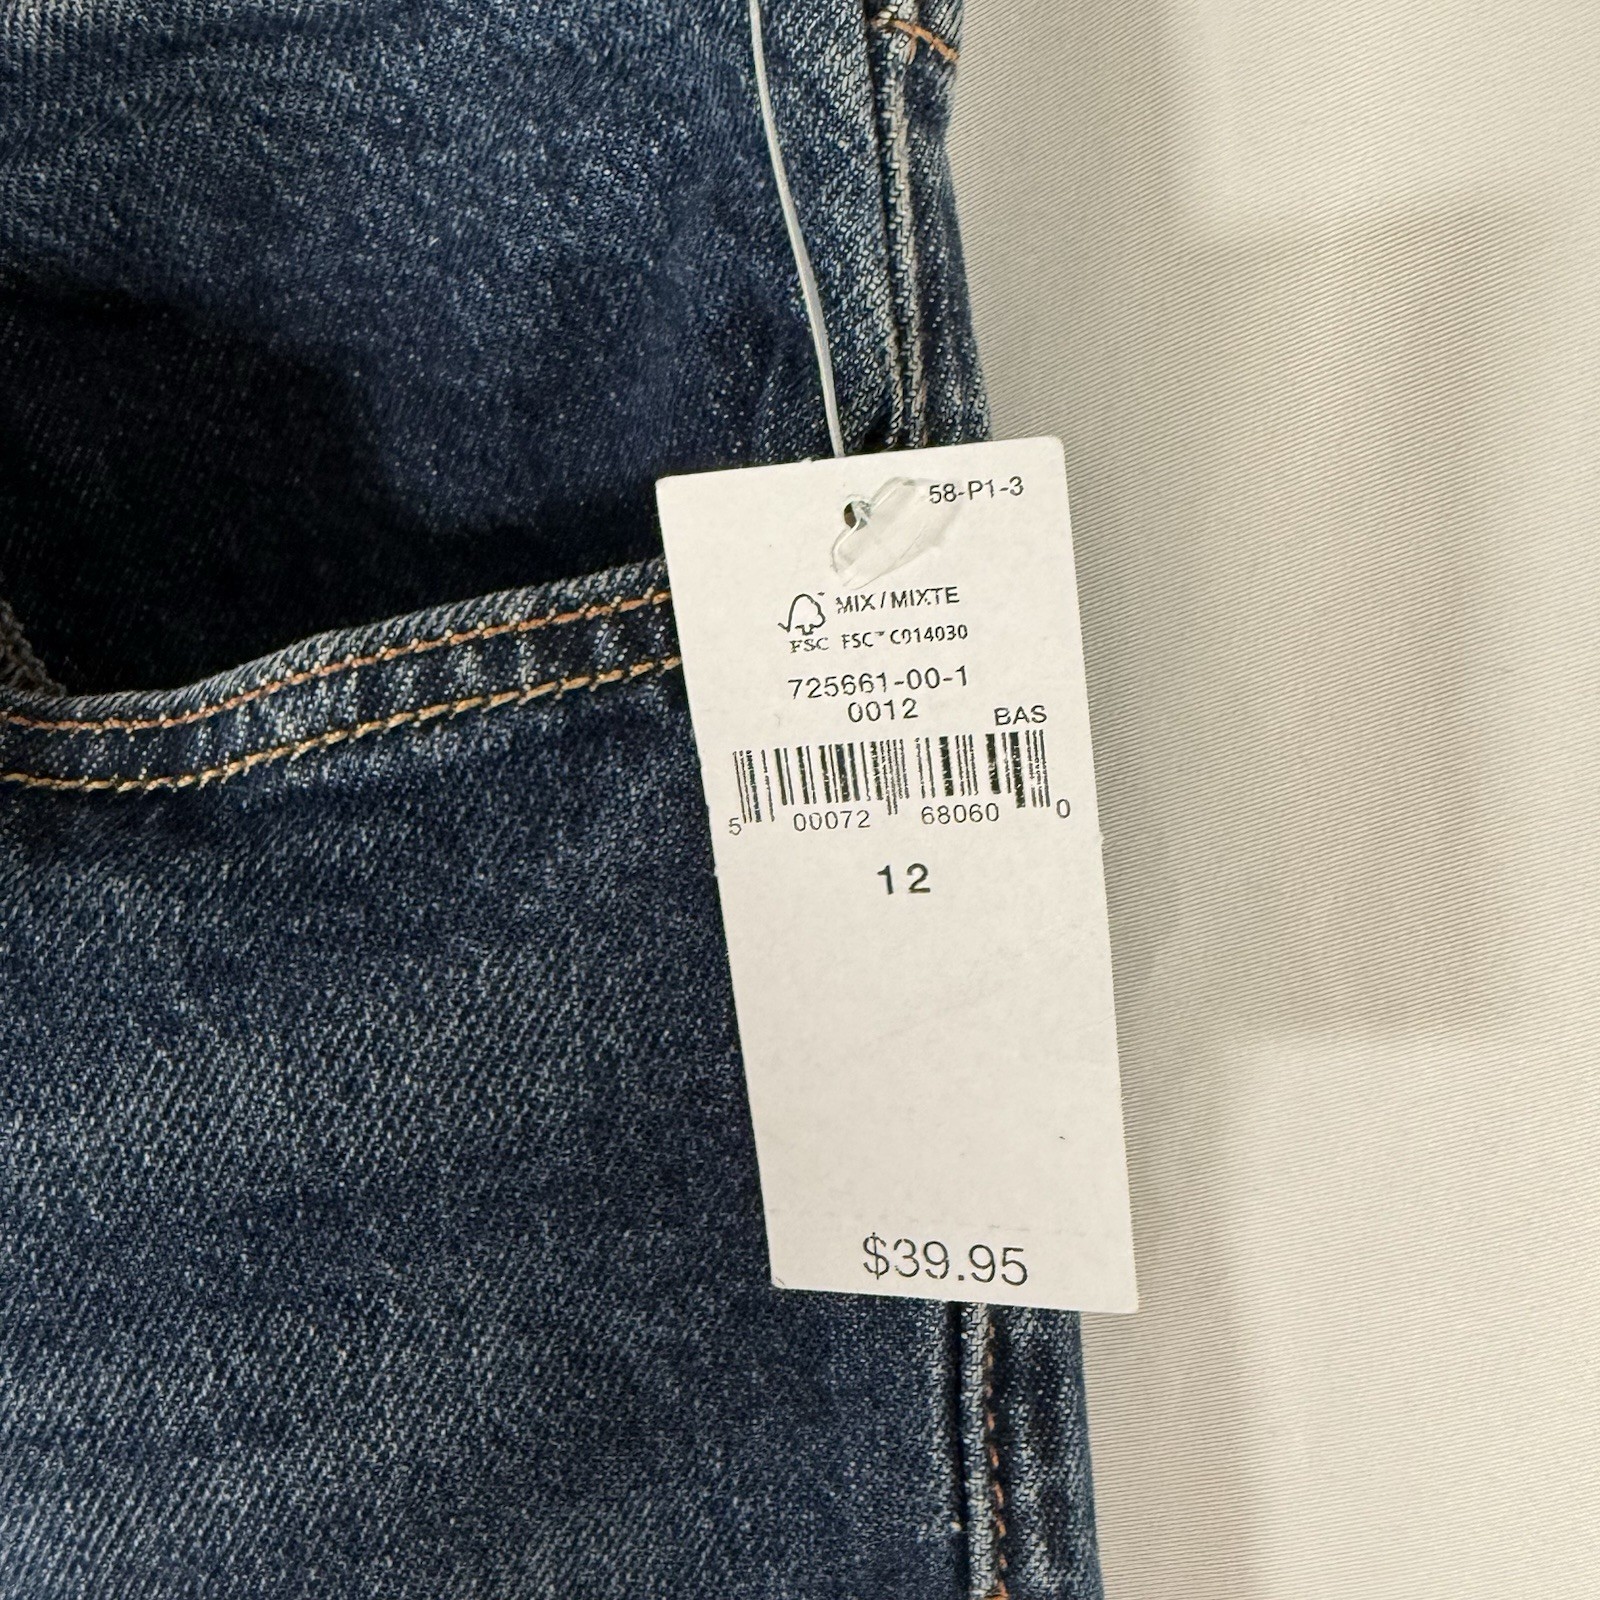 58-P1-3
MIX / MIXTE
FSC FSC™ C014030
725661-00-1
0012 BAS
5 00072 68060 0
12
$39.95